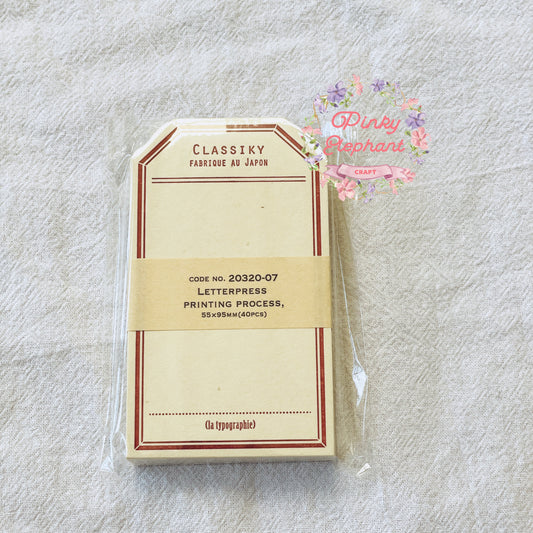 CLASSIKY
FABRIQUE AU JAPON
Pinky
Elephant
CRAFT
CODE NO. 20320-07
LETTERPRESS
PRINTING PROCESS,
55×95MM(40PCS)
(la typographie)